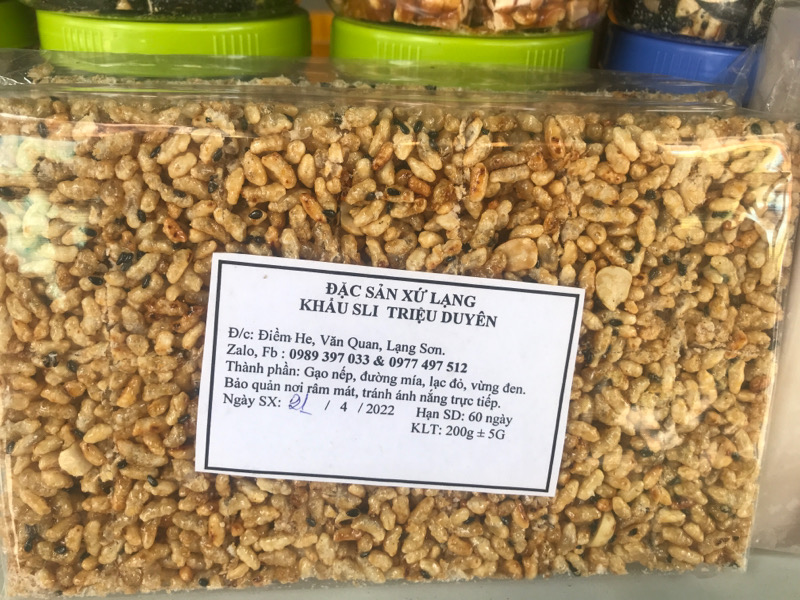 ĐẶC SẢN XỨ LẠNG
KHẨU SLI TRIỆU DUYÊN
Đ/c: Điềm He, Văn Quan, Lạng Sơn.
Zalo, Fb : 0989 397 033 & 0977 497 512
Thành phần: Gạo nếp, đường mía, lạc đỏ, vừng đen.
Bảo quản nơi râm mát, tránh ánh nắng trực tiếp.
Ngày SX: 21 / 4 / 2022 Hạn SD: 60 ngày
KLT: 200g ± 5G